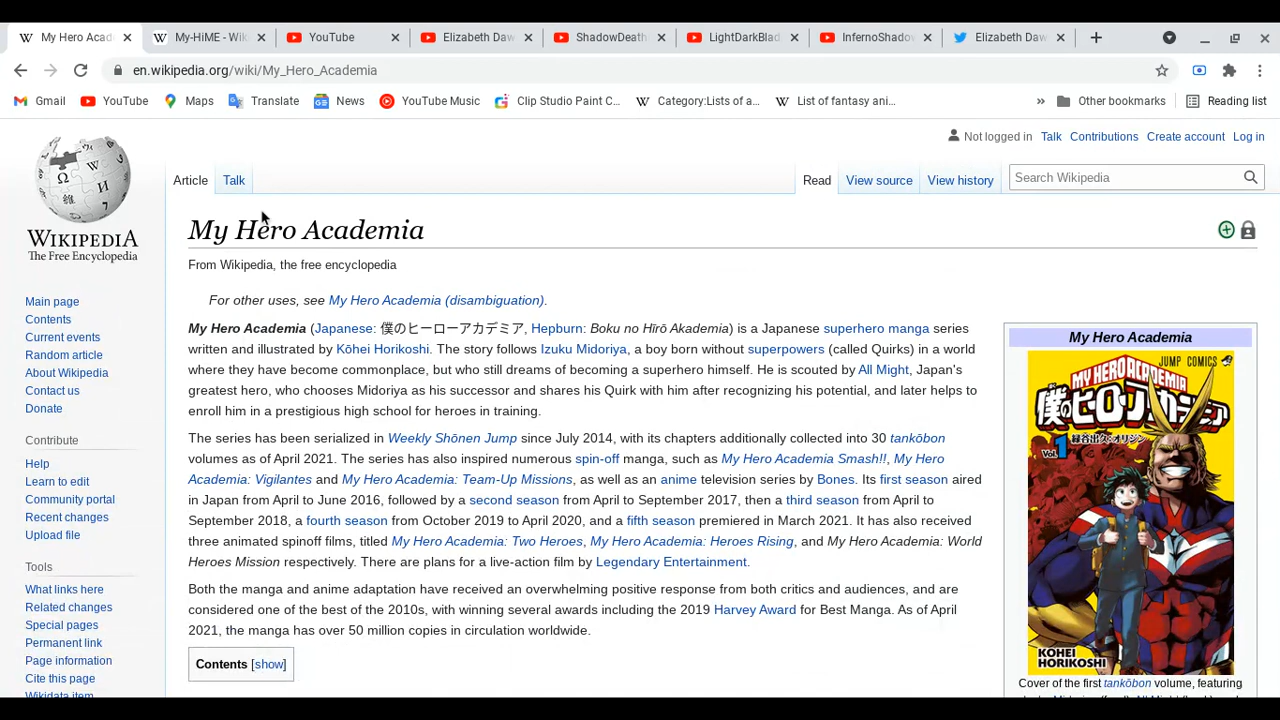 My Hero Acad
My-HiME - Wiki
YouTube
Elizabeth Daw
ShadowDeath
LightDarkBlad
InfernoShadov
Elizabeth Daw
en.wikipedia.org/wiki/My_Hero_Academia
Gmail
YouTube
Maps
Translate
News
YouTube Music
Clip Studio Paint C...
Category:Lists of a...
List of fantasy ani...
»
Other bookmarks
Reading list
Not logged in Talk Contributions Create account Log in
Article Talk
Read View source View history
Search Wikipedia
WIKIPEDIA
The Free Encyclopedia
Main page
Contents
Current events
Random article
About Wikipedia
Contact us
Donate
Contribute
Help
Learn to edit
Community portal
Recent changes
Upload file
Tools
What links here
Related changes
Special pages
Permanent link
Page information
Cite this page
Wikidata item
My Hero Academia
From Wikipedia, the free encyclopedia
For other uses, see My Hero Academia (disambiguation).
My Hero Academia (Japanese: 僕のヒーローアカデミア, Hepburn: Boku no Hīrō Akademia) is a Japanese superhero manga series
written and illustrated by Kōhei Horikoshi. The story follows Izuku Midoriya, a boy born without superpowers (called Quirks) in a world
where they have become commonplace, but who still dreams of becoming a superhero himself. He is scouted by All Might, Japan's
greatest hero, who chooses Midoriya as his successor and shares his Quirk with him after recognizing his potential, and later helps to
enroll him in a prestigious high school for heroes in training.
The series has been serialized in Weekly Shōnen Jump since July 2014, with its chapters additionally collected into 30 tankōbon
volumes as of April 2021. The series has also inspired numerous spin-off manga, such as My Hero Academia Smash!!, My Hero
Academia: Vigilantes and My Hero Academia: Team-Up Missions, as well as an anime television series by Bones. Its first season aired
in Japan from April to June 2016, followed by a second season from April to September 2017, then a third season from April to
September 2018, a fourth season from October 2019 to April 2020, and a fifth season premiered in March 2021. It has also received
three animated spinoff films, titled My Hero Academia: Two Heroes, My Hero Academia: Heroes Rising, and My Hero Academia: World
Heroes Mission respectively. There are plans for a live-action film by Legendary Entertainment.
Both the manga and anime adaptation have received an overwhelming positive response from both critics and audiences, and are
considered one of the best of the 2010s, with winning several awards including the 2019 Harvey Award for Best Manga. As of April
2021, the manga has over 50 million copies in circulation worldwide.
Contents [show]
My Hero Academia
JUMP COMICS
MY HERO ACADEMIA
僕のヒーローアカデミア
Vol.1
緑谷出久:オリジン
KOHEI
HORIKOSHI
Cover of the first tankōbon volume, featuring